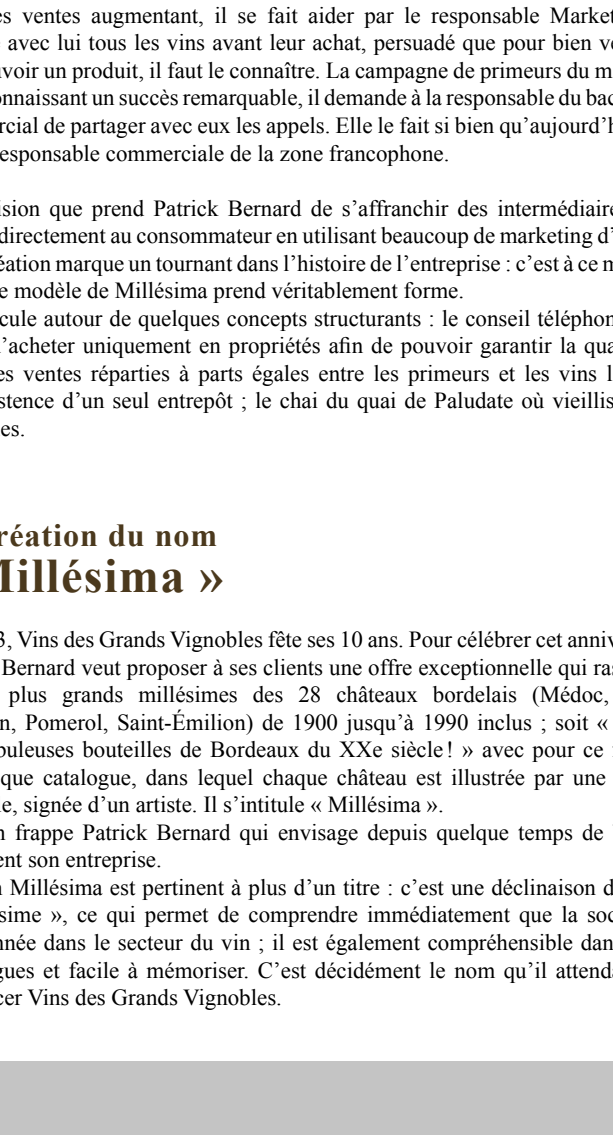 es ventes augmentant, il se fait aider par le responsable Market
avec lui tous les vins avant leur achat, persuadé que pour bien ve
uvoir un produit, il faut le connaître. La campagne de primeurs du m
onnaissant un succès remarquable, il demande à la responsable du bac
rcial de partager avec eux les appels. Elle le fait si bien qu’aujourd’h
responsable commerciale de la zone francophone.
ision que prend Patrick Bernard de s’affranchir des intermédiaire
directement au consommateur en utilisant beaucoup de marketing d’
éation marque un tournant dans l’histoire de l’entreprise : c’est à ce m
e modèle de Millésima prend véritablement forme.
cule autour de quelques concepts structurants : le conseil téléphon
’acheter uniquement en propriétés afin de pouvoir garantir la qua
es ventes réparties à parts égales entre les primeurs et les vins l
stence d’un seul entrepôt ; le chai du quai de Paludate où vieillis
es.
réation du nom
Millésima »
3, Vins des Grands Vignobles fête ses 10 ans. Pour célébrer cet anniv
Bernard veut proposer à ses clients une offre exceptionnelle qui ras
plus grands millésimes des 28 châteaux bordelais (Médoc,
n, Pomerol, Saint-Émilion) de 1900 jusqu’à 1990 inclus ; soit «
buleuses bouteilles de Bordeaux du XXe siècle ! » avec pour ce
que catalogue, dans lequel chaque château est illustrée par une
e, signée d’un artiste. Il s’intitule « Millésima ».
n frappe Patrick Bernard qui envisage depuis quelque temps de
ent son entreprise.
Millésima est pertinent à plus d’un titre : c’est une déclinaison d
sime », ce qui permet de comprendre immédiatement que la soc
nnée dans le secteur du vin ; il est également compréhensible dan
gues et facile à mémoriser. C’est décidément le nom qu’il attenda
cer Vins des Grands Vignobles.